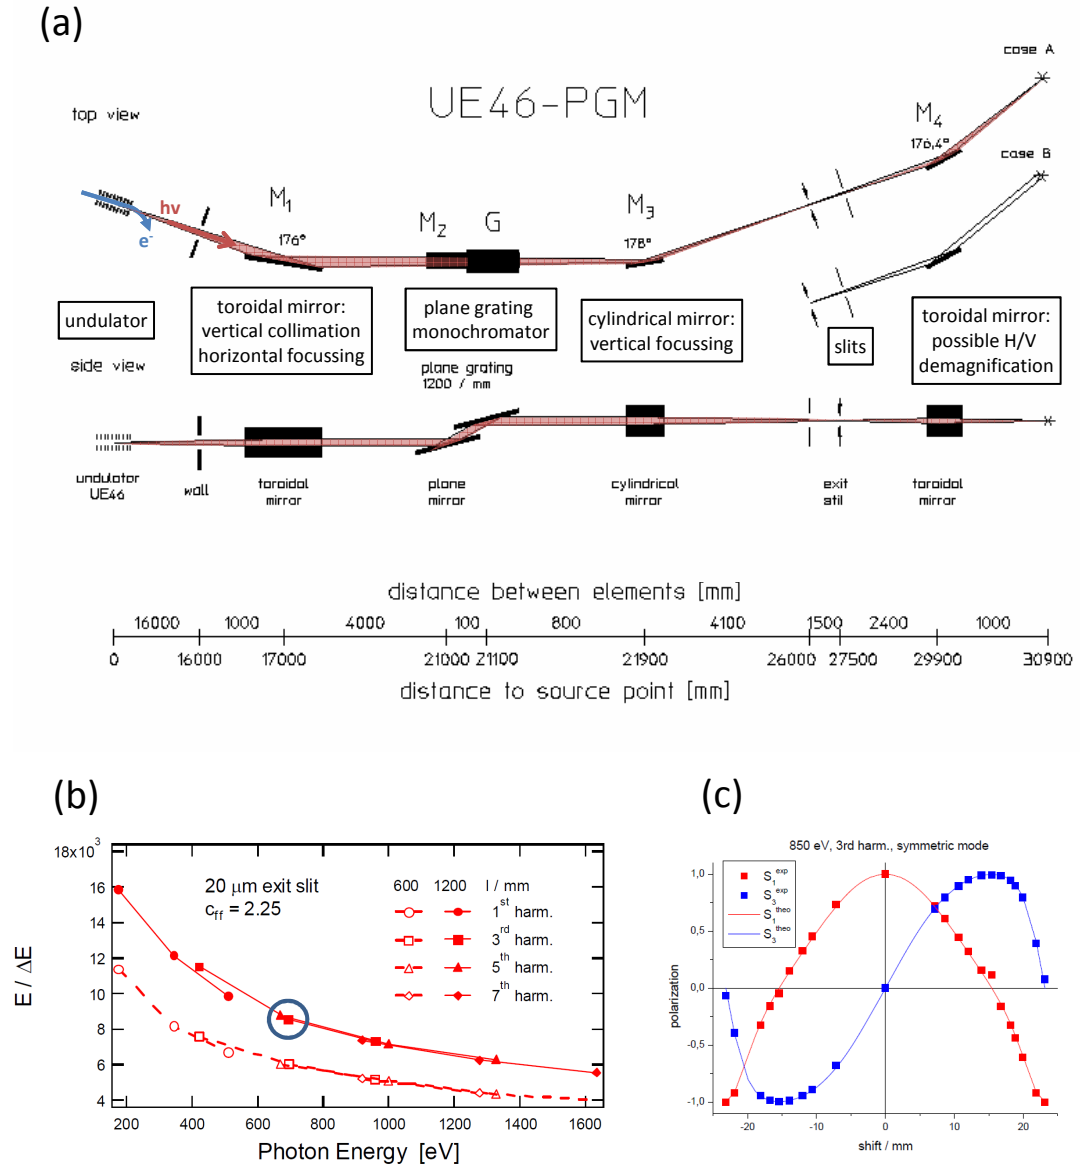 (a)
case A
UE46-PGM
top view
M4
176,4°
case B
hν
e-
M1
176°
M2
G
M3
178°
undulator
toroidal mirror:
vertical collimation
horizontal focussing
plane grating
monochromator
cylindrical mirror:
vertical focussing
slits
toroidal mirror:
possible H/V
demagnification
side view
plane grating
1200 / mm
undulator
UE46
wall
toroidal
mirror
plane
mirror
cylindrical
mirror
exit
stil
toroidal
mirror
distance between elements [mm]
16000 1000 4000 100 800 4100 1500 2400 1000
0 16000 17000 21000 21100 21900 26000 27500 29900 30900
distance to source point [mm]
(b)
18x10³
16
14
12
10
8
6
4
E / ΔE
20 μm exit slit
cff = 2.25
600 1200 l / mm
1st harm.
3rd harm.
5th harm.
7th harm.
200 400 600 800 1000 1200 1400 1600
Photon Energy [eV]
(c)
850 eV, 3rd harm., symmetric mode
S1exp
S3exp
S1theo
S3theo
1,0
0,5
0,0
-0,5
-1,0
polarization
-20 -10 0 10 20
shift / mm